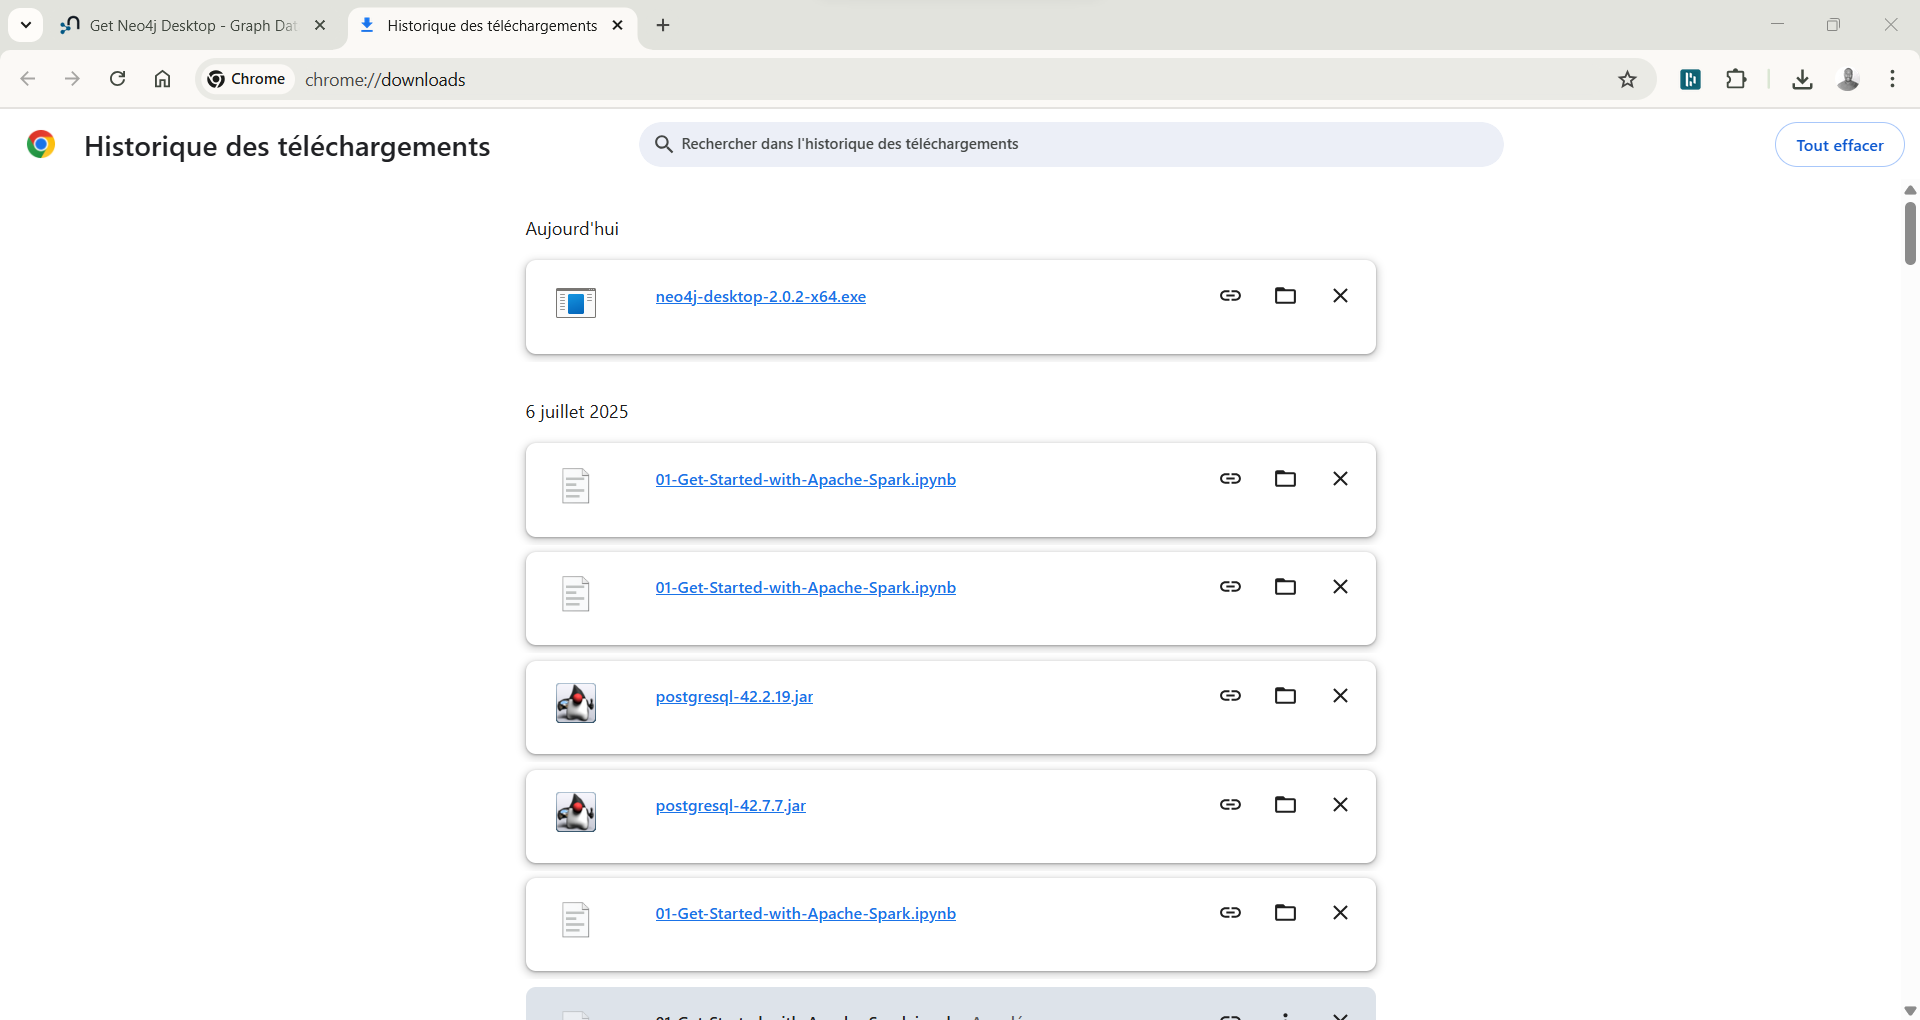 Get Neo4j Desktop - Graph Dat
Historique des téléchargements
Chrome
chrome://downloads
Historique des téléchargements
Rechercher dans l'historique des téléchargements
Tout effacer
Aujourd'hui
neo4j-desktop-2.0.2-x64.exe
6 juillet 2025
01-Get-Started-with-Apache-Spark.ipynb
01-Get-Started-with-Apache-Spark.ipynb
postgresql-42.2.19.jar
postgresql-42.7.7.jar
01-Get-Started-with-Apache-Spark.ipynb